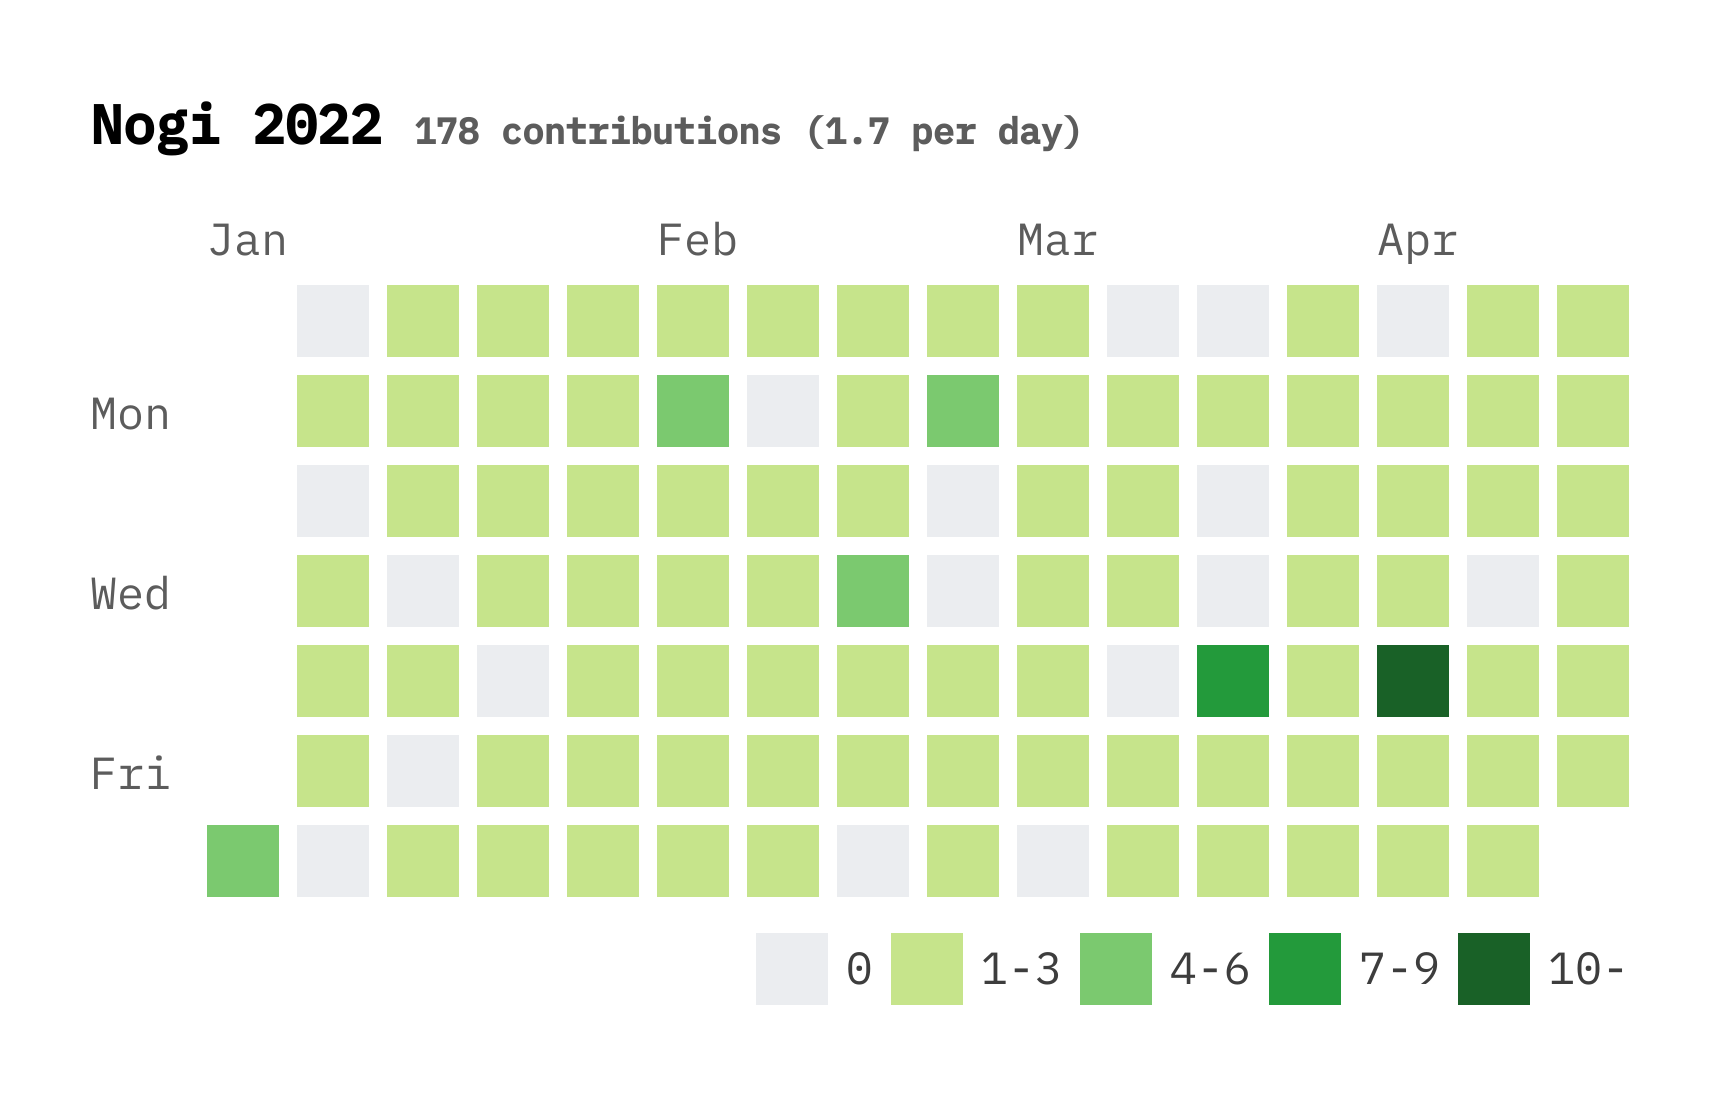 Nogi 2022 178 contributions (1.7 per day)
Jan Feb Mar Apr
Mon
Wed
Fri
0 1-3 4-6 7-9 10-